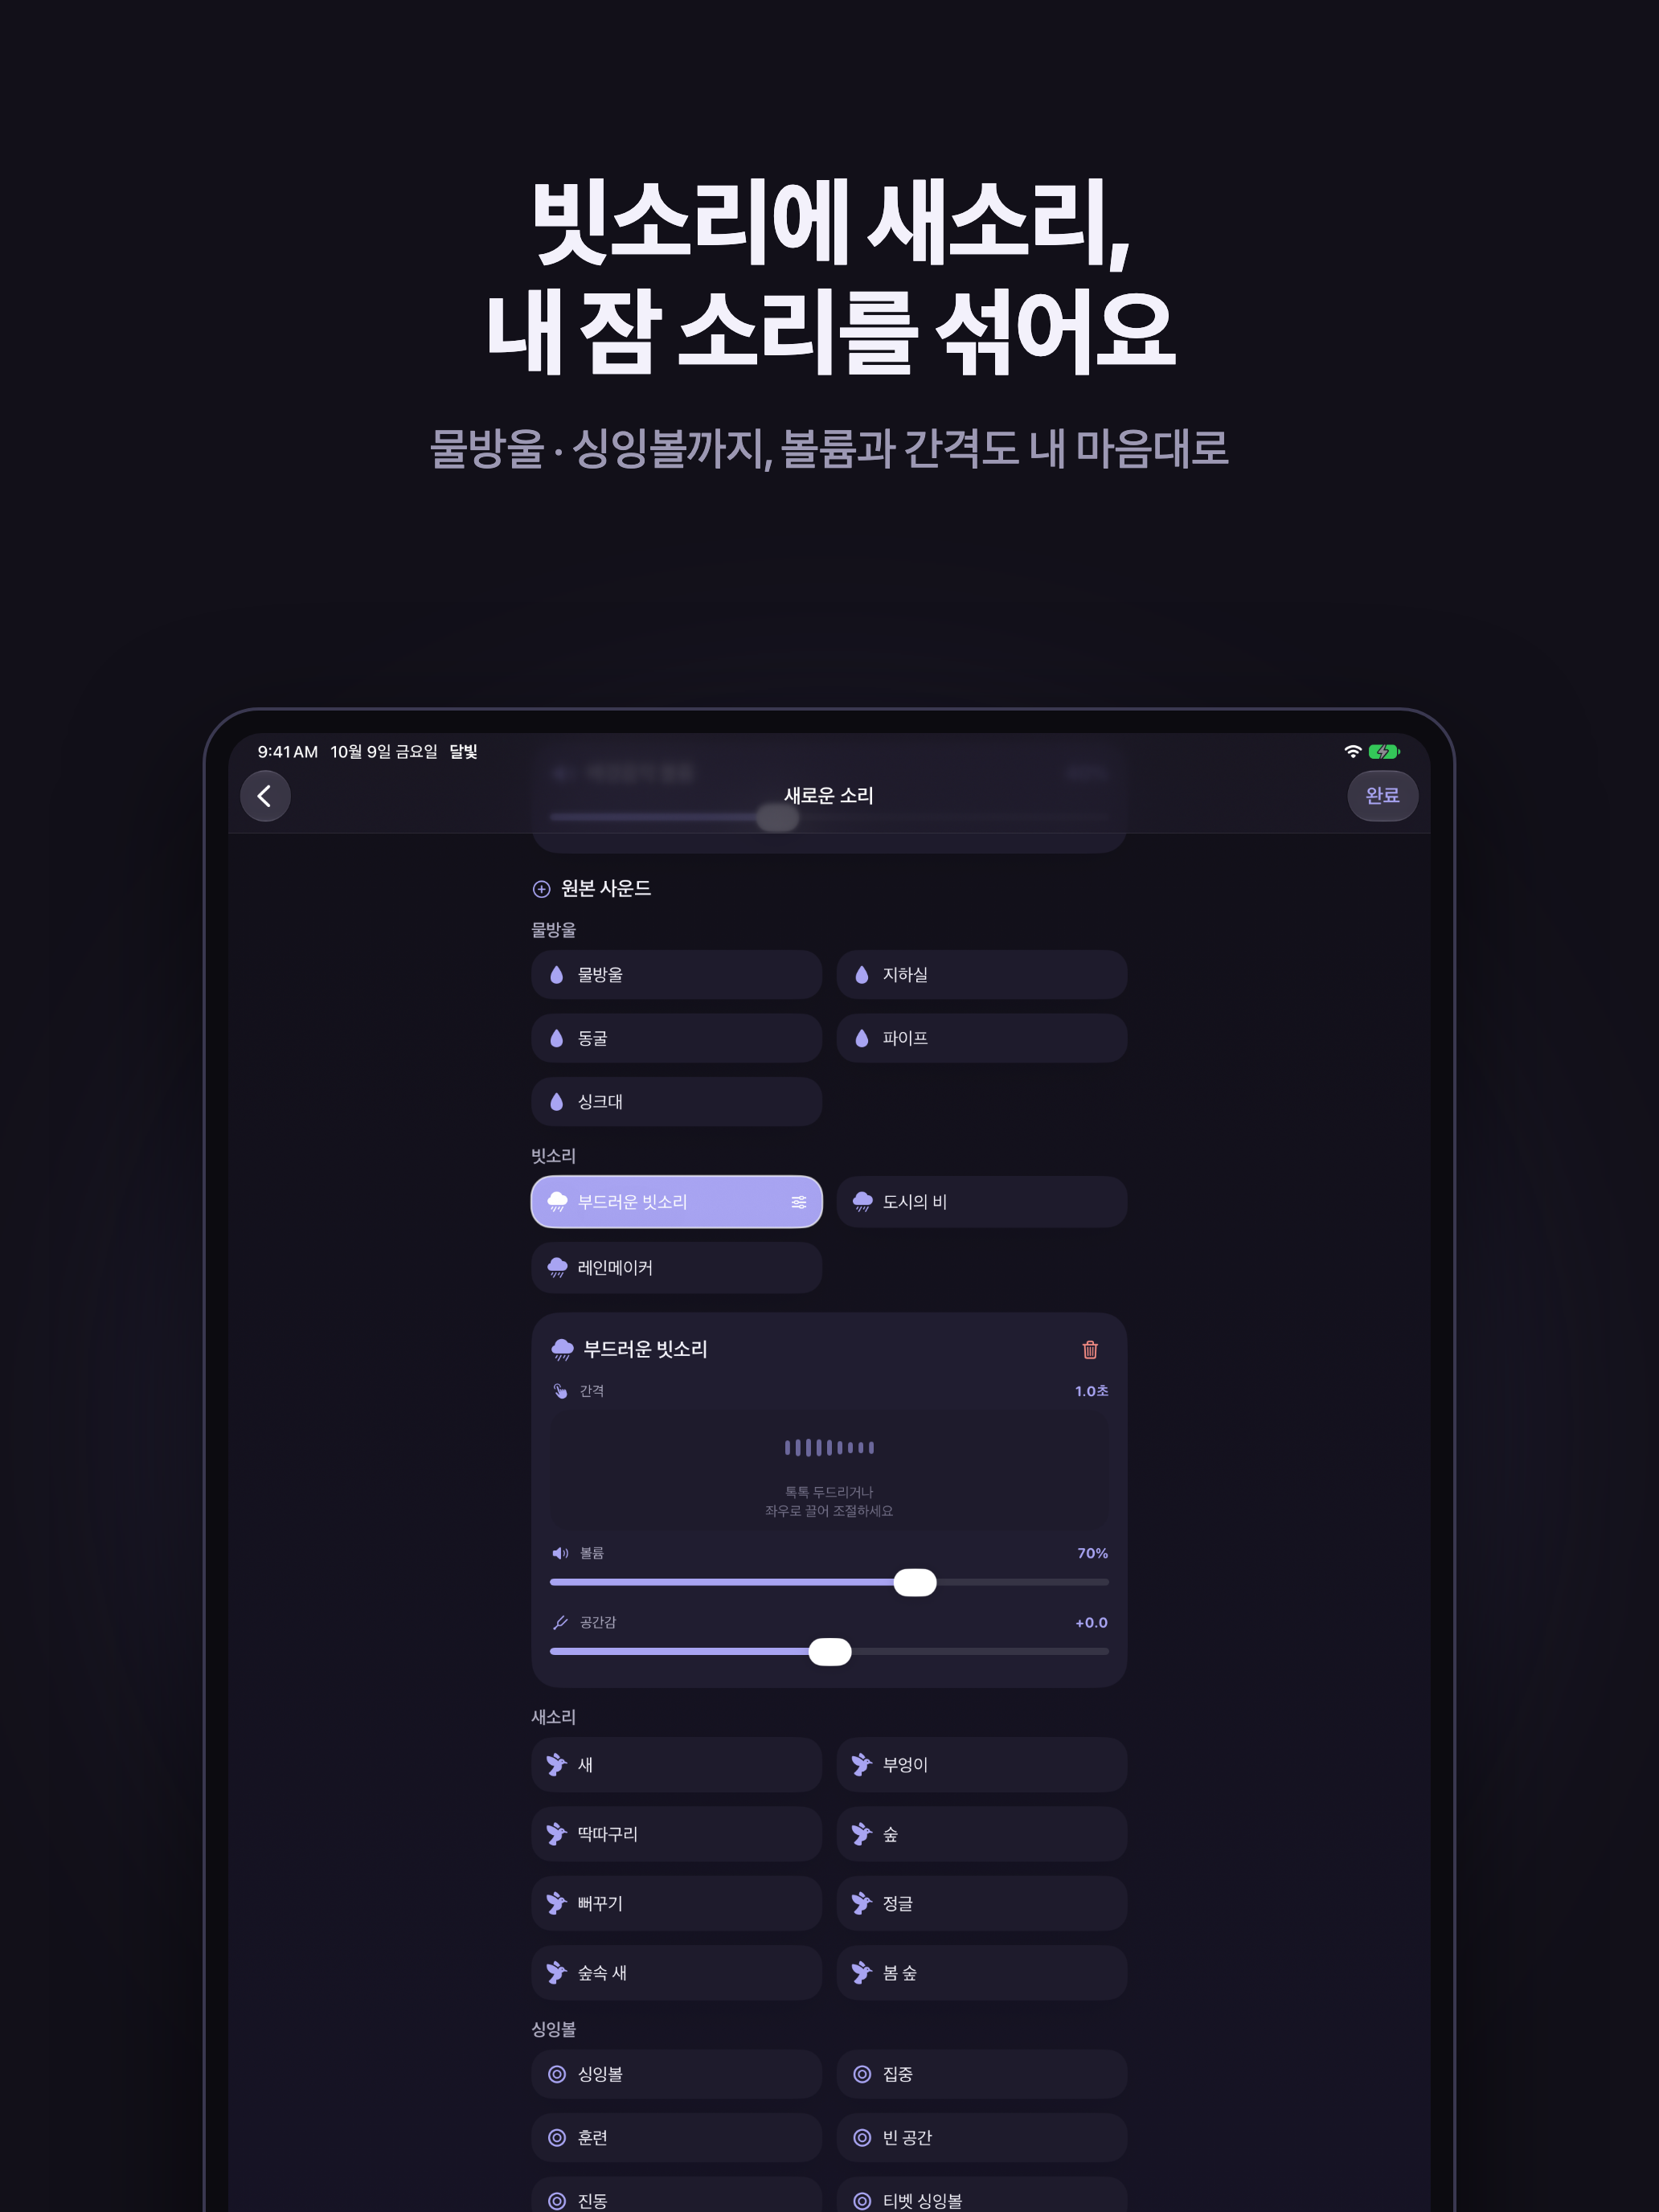 빗소리에 새소리,
내 잠 소리를 섞어요
물방울 · 싱잉볼까지, 볼륨과 간격도 내 마음대로
9:41 AM 10월 9일 금요일 달빛
새로운 소리
완료
원본 사운드
물방울
물방울
지하실
동굴
파이프
싱크대
빗소리
부드러운 빗소리
도시의 비
레인메이커
부드러운 빗소리
간격
1.0초
톡톡 두드리거나
좌우로 끌어 조절하세요
볼륨
70%
공간감
+0.0
새소리
새
부엉이
딱따구리
숲
뻐꾸기
정글
숲속 새
봄 숲
싱잉볼
싱잉볼
집중
훈련
빈 공간
진동
티벳 싱잉볼